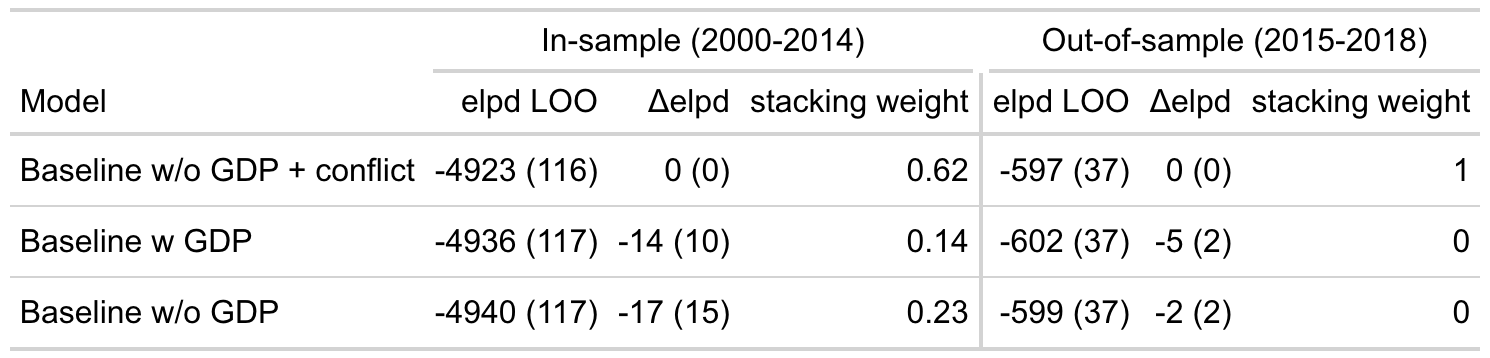 In-sample (2000-2014) Out-of-sample (2015-2018)
Model elpd LOO Δelpd stacking weight elpd LOO Δelpd stacking weight
Baseline w/o GDP + conflict -4923 (116) 0 (0) 0.62 -597 (37) 0 (0) 1
Baseline w GDP -4936 (117) -14 (10) 0.14 -602 (37) -5 (2) 0
Baseline w/o GDP -4940 (117) -17 (15) 0.23 -599 (37) -2 (2) 0